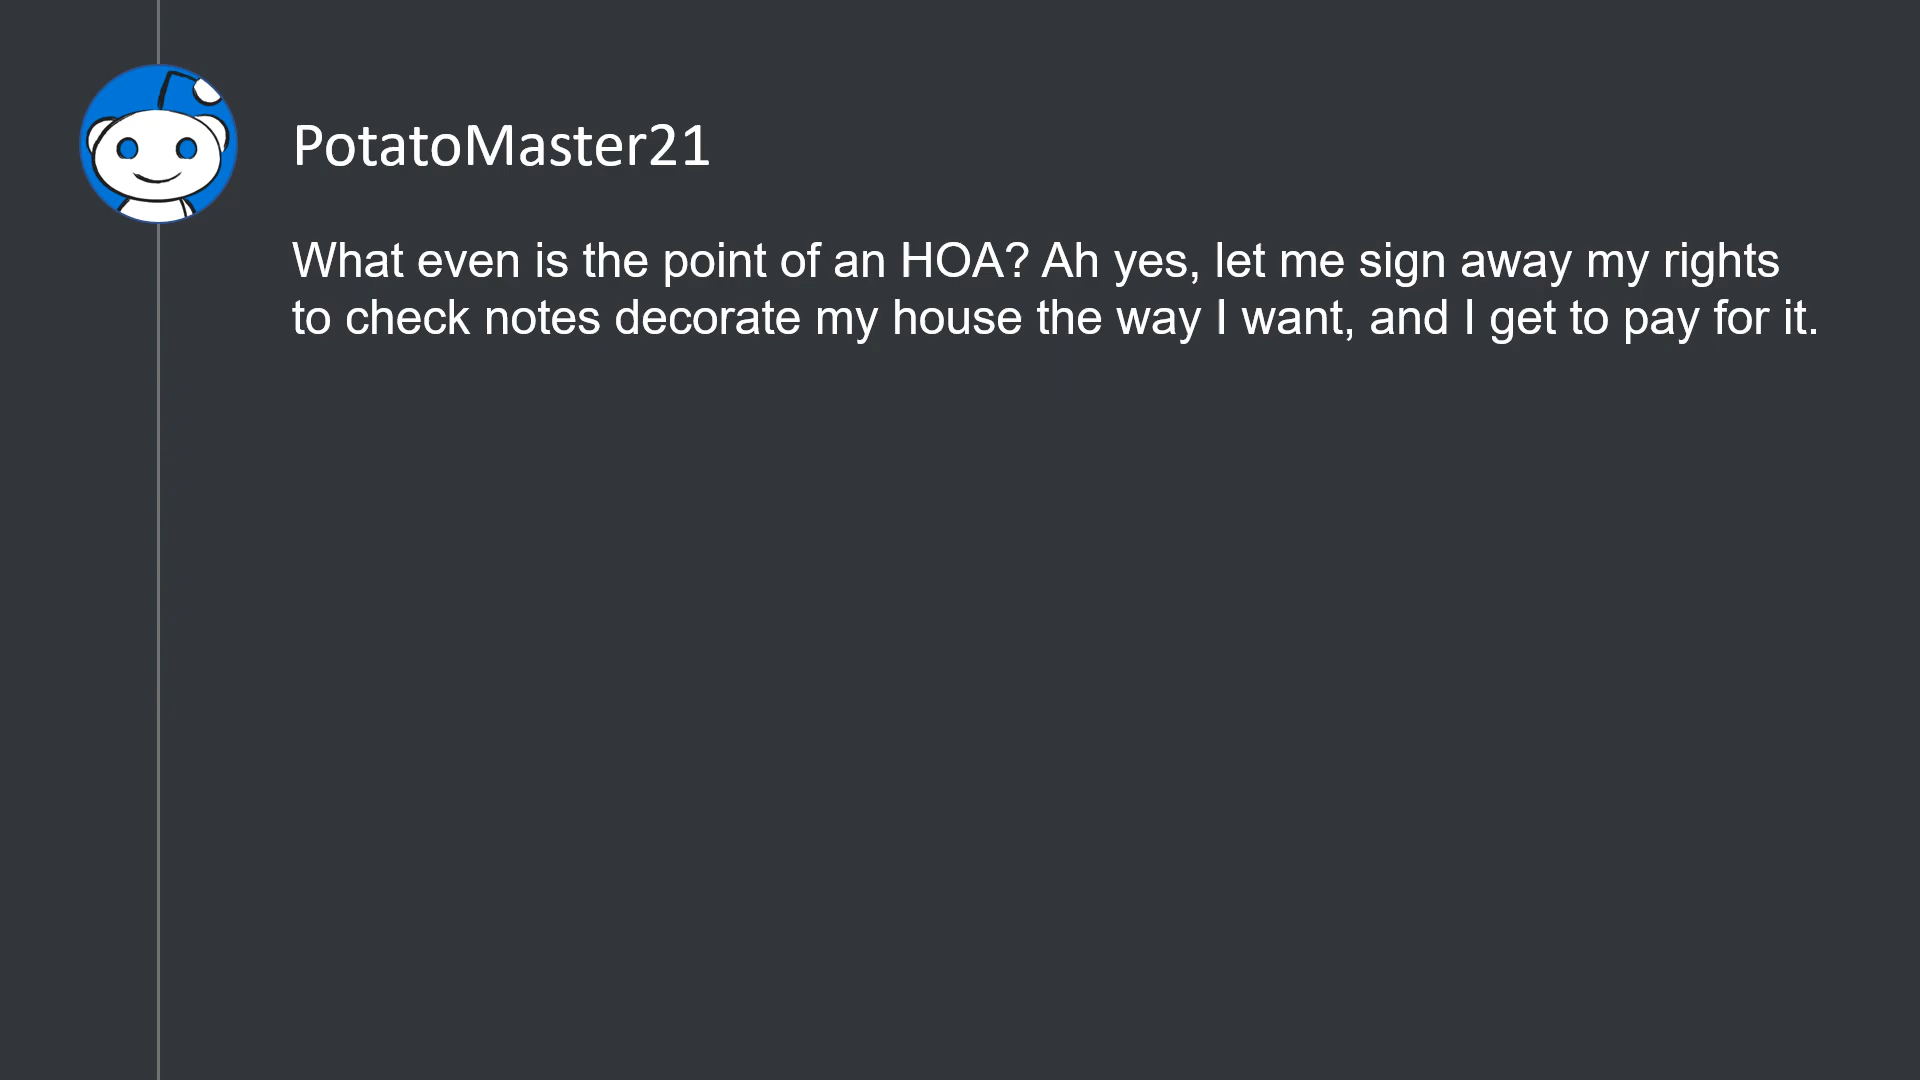 PotatoMaster21
What even is the point of an HOA? Ah yes, let me sign away my rights
to check notes decorate my house the way I want, and I get to pay for it.